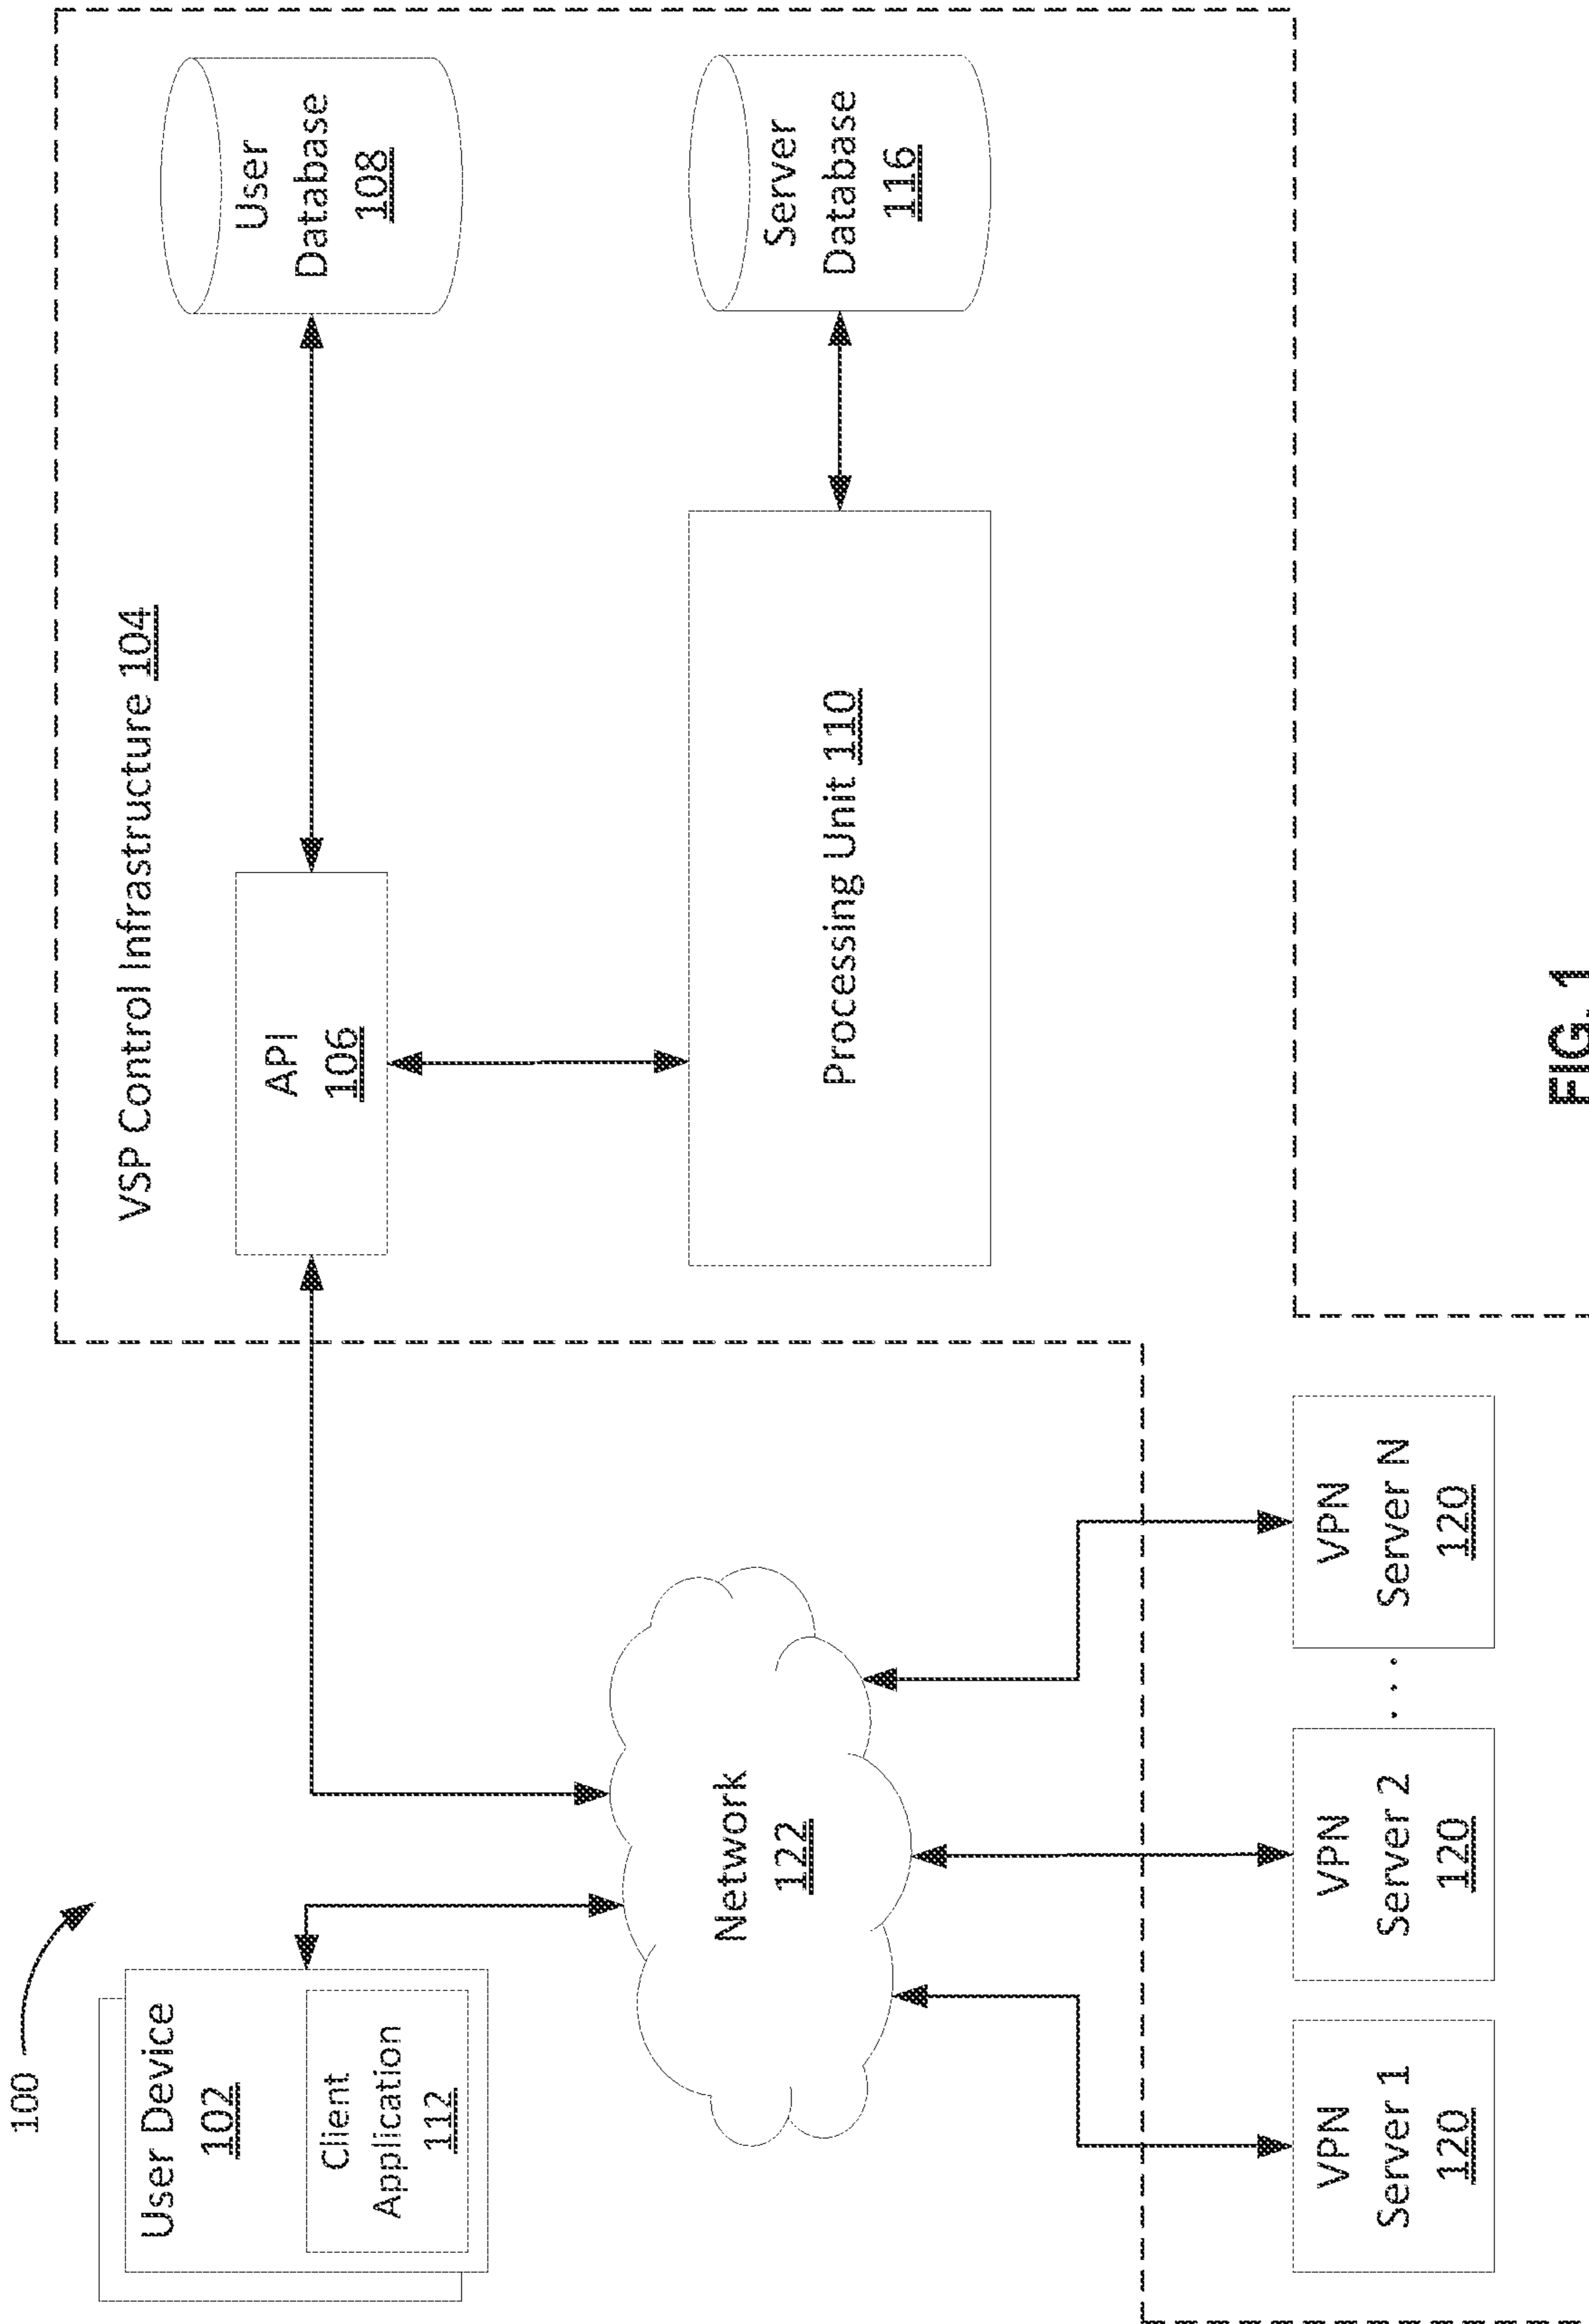 100
User Device
102
Client
Application
112
VSP Control Infrastructure 104
API
106
User
Database
108
Processing Unit 110
Server
Database
116
Network
122
VPN
Server 1
120
VPN
Server 2
120
. . .
VPN
Server N
120
FIG. 1